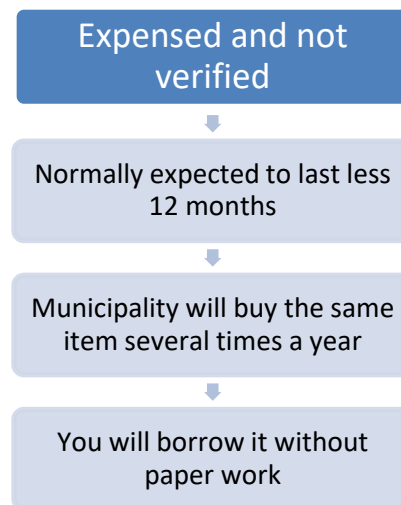 Expensed and not
verified
Normally expected to last less
12 months
Municipality will buy the same
item several times a year
You will borrow it without
paper work